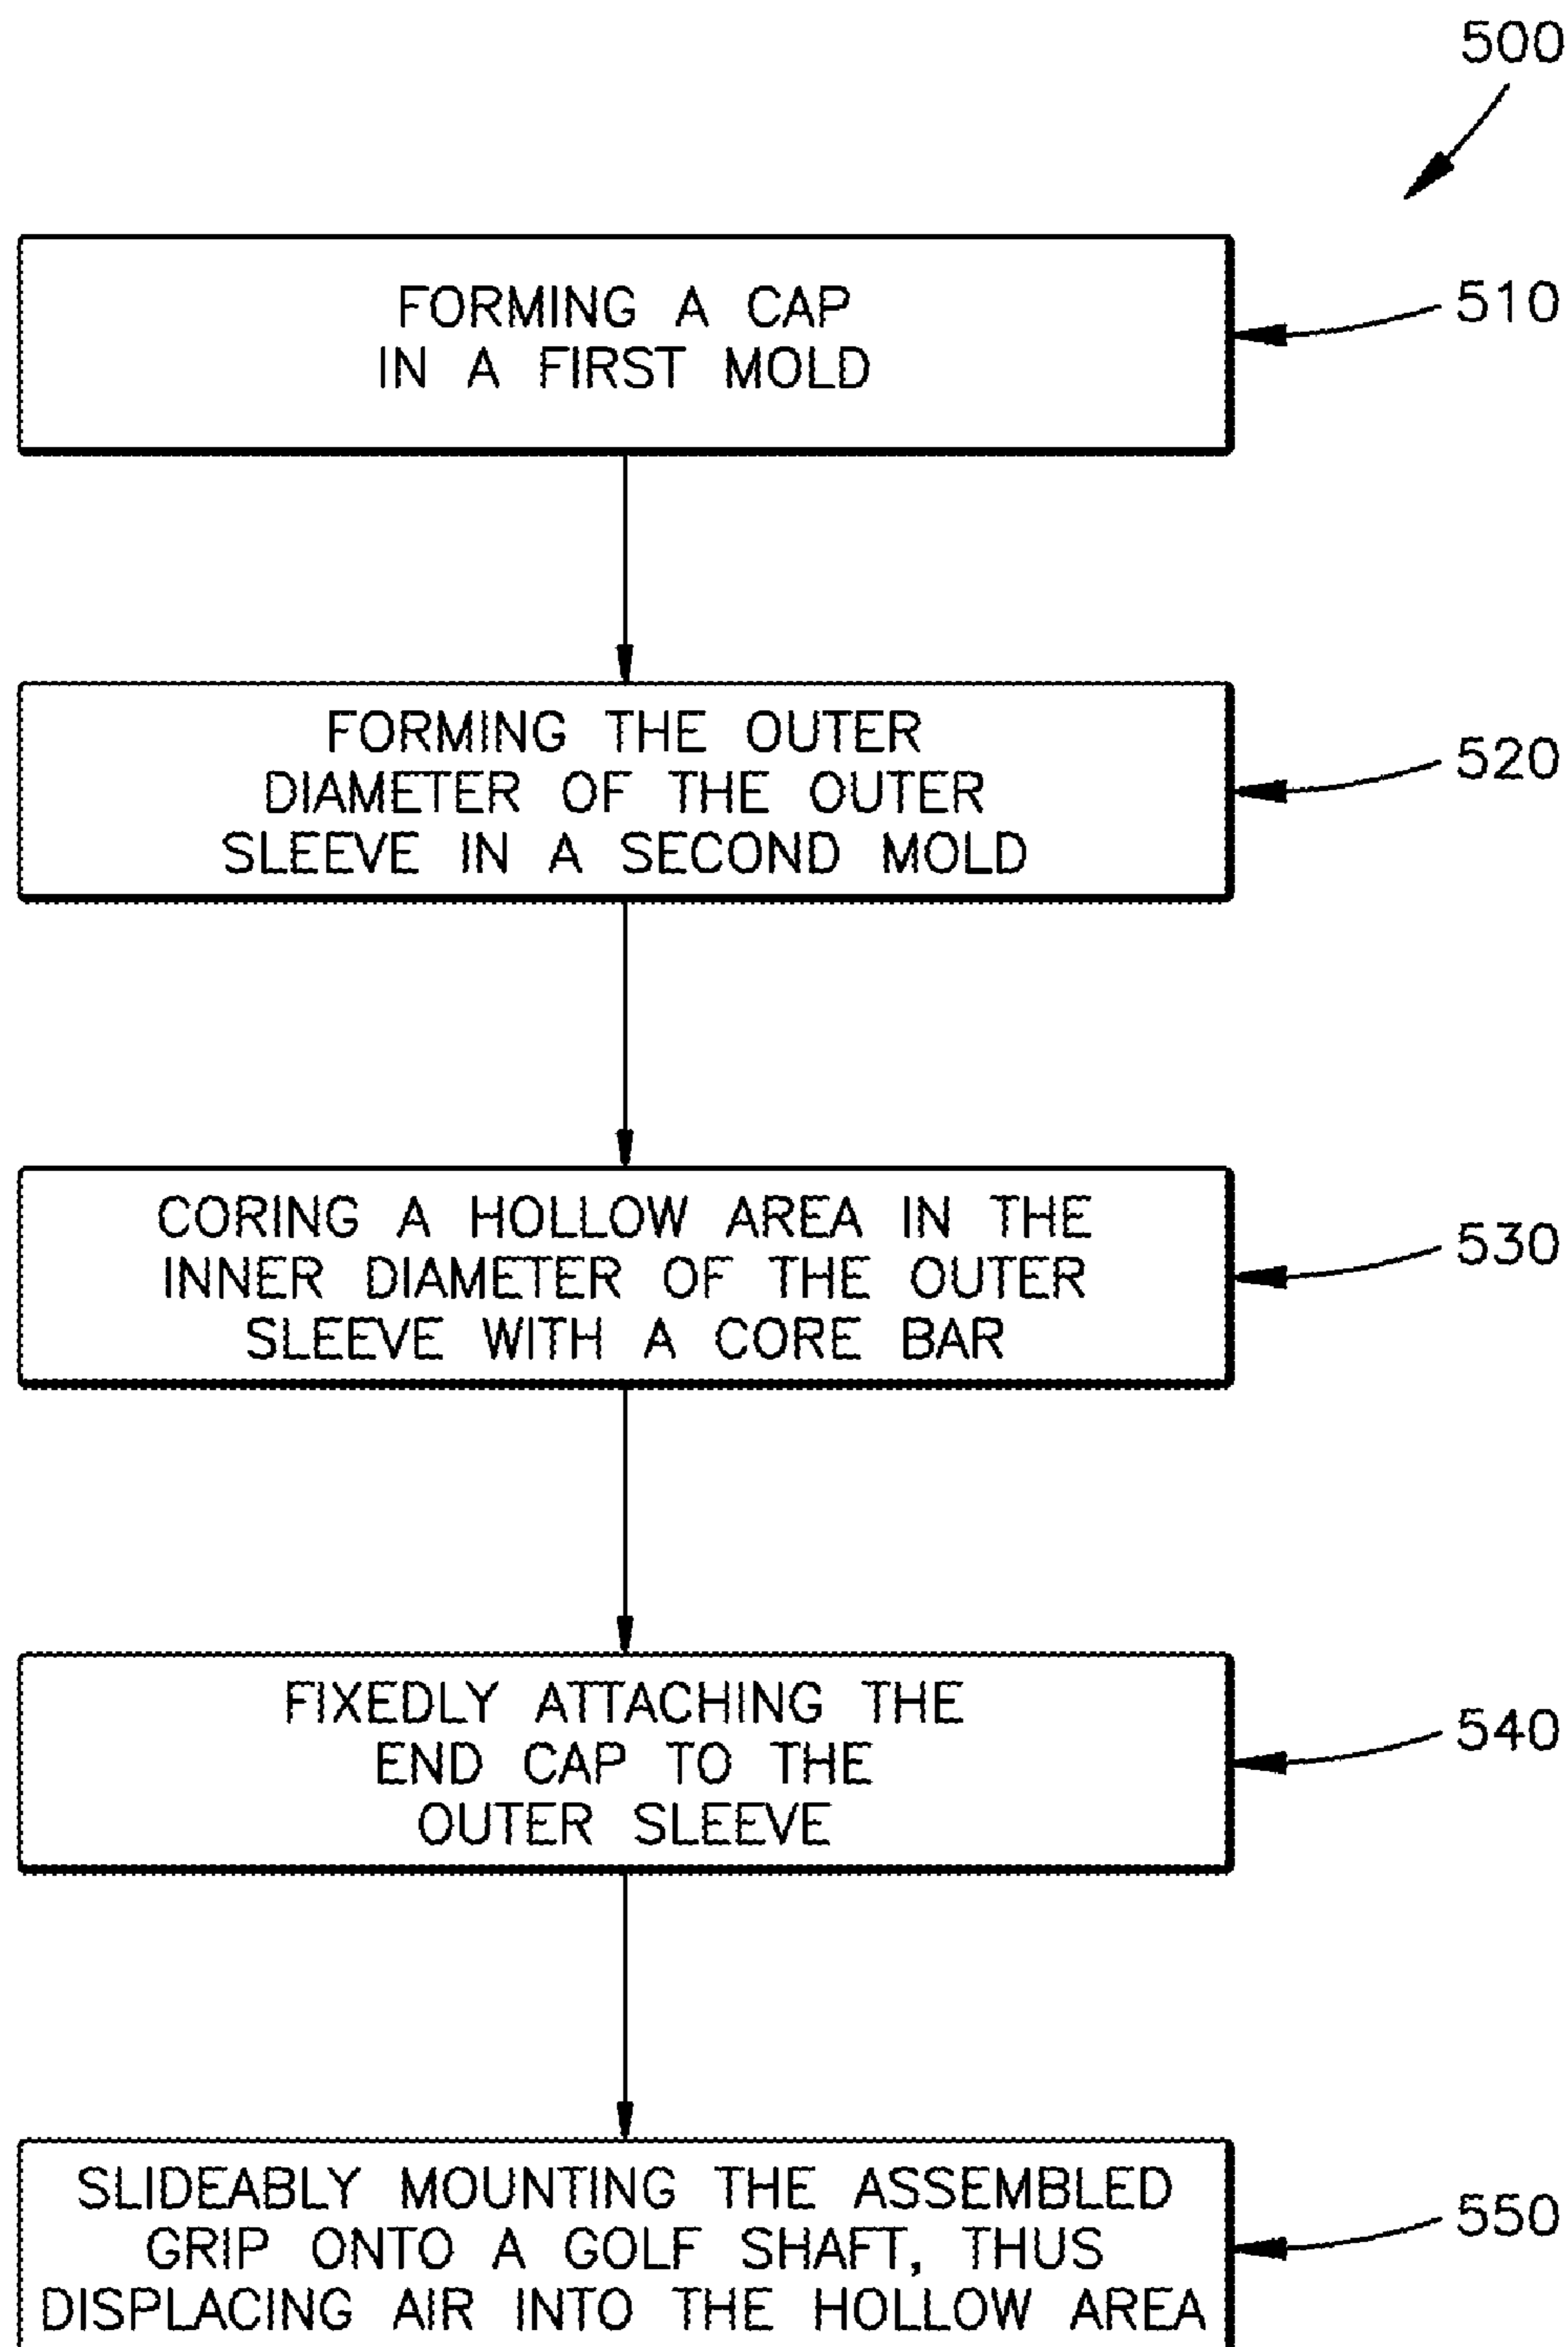 500
FORMING A CAP
IN A FIRST MOLD
510
FORMING THE OUTER
DIAMETER OF THE OUTER
SLEEVE IN A SECOND MOLD
520
CORING A HOLLOW AREA IN THE
INNER DIAMETER OF THE OUTER
SLEEVE WITH A CORE BAR
530
FIXEDLY ATTACHING THE
END CAP TO THE
OUTER SLEEVE
540
SLIDEABLY MOUNTING THE ASSEMBLED
GRIP ONTO A GOLF SHAFT, THUS
DISPLACING AIR INTO THE HOLLOW AREA
550